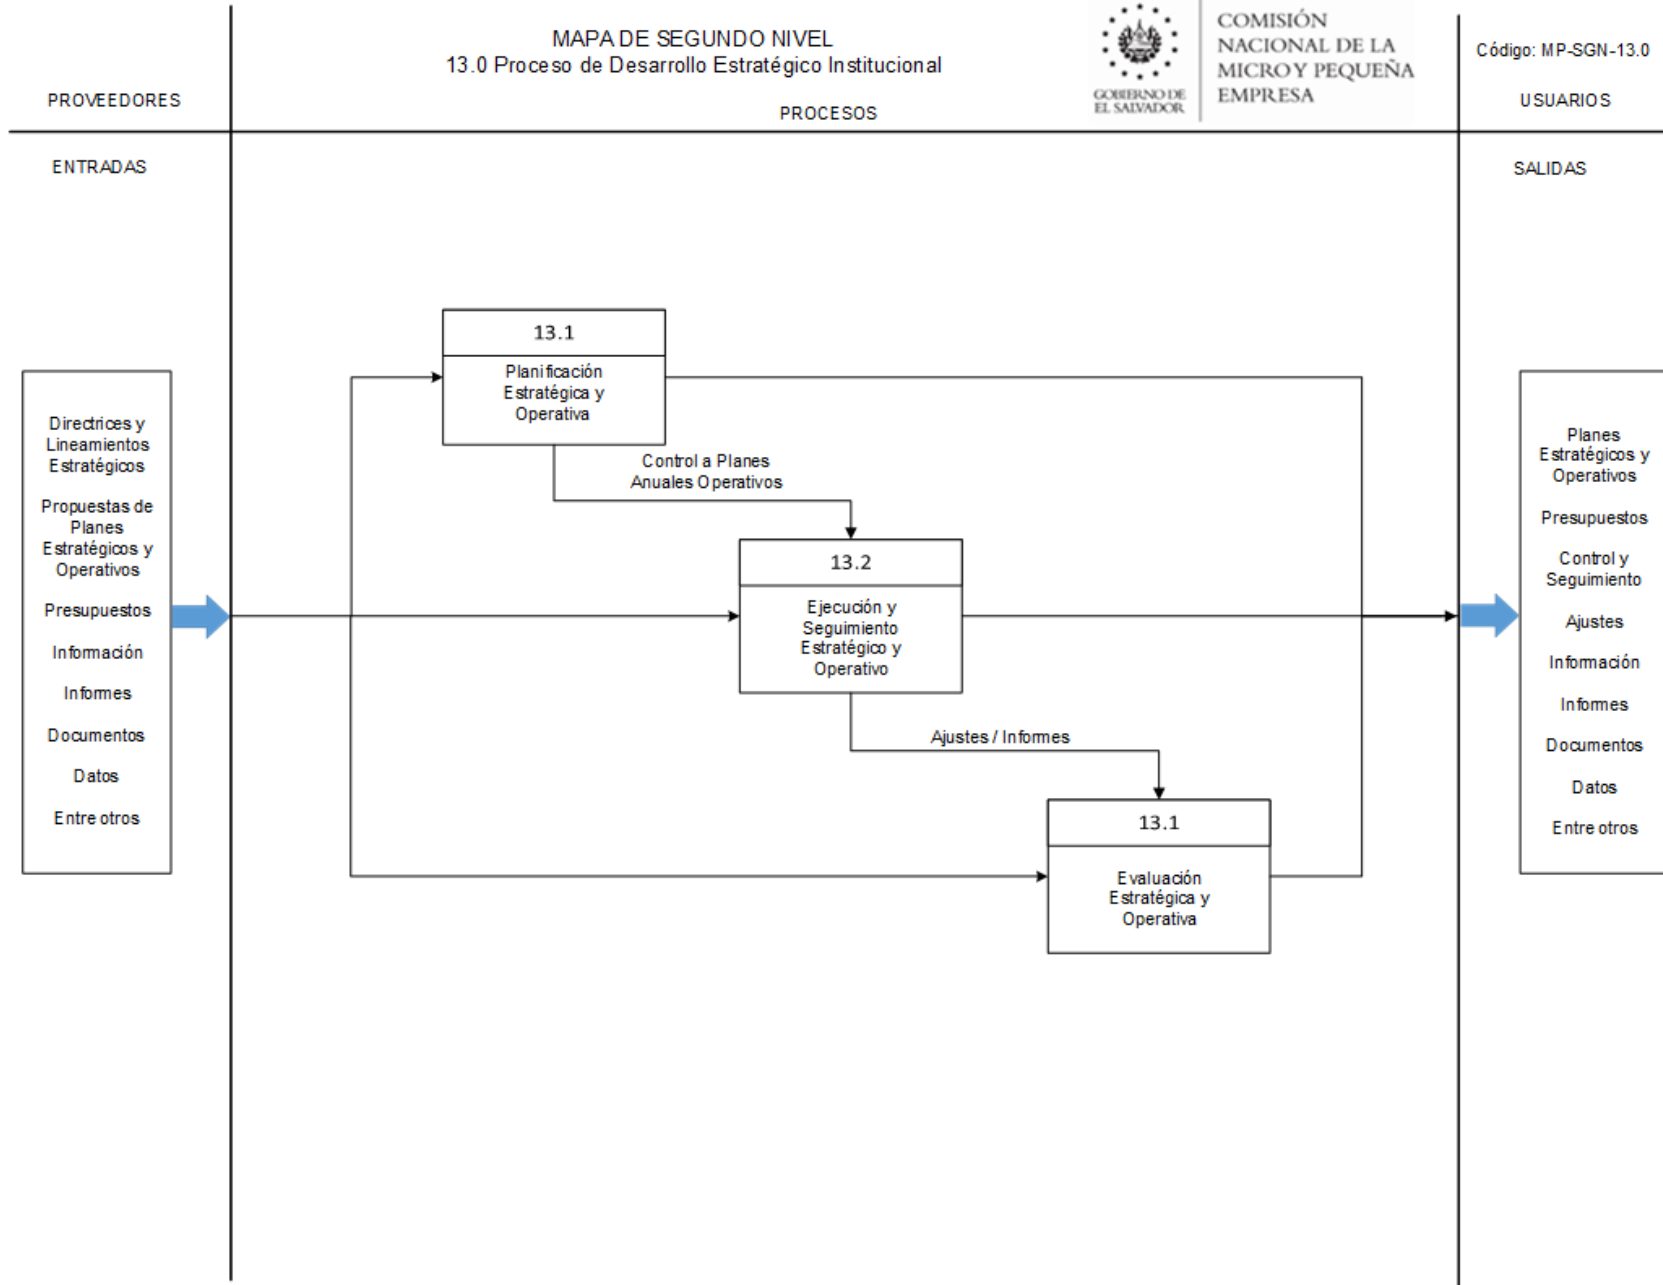 MAPA DE SEGUNDO NIVEL
13.0 Proceso de Desarrollo Estratégico Institucional
GOBIERNO DE
EL SALVADOR
COMISIÓN
NACIONAL DE LA
MICRO Y PEQUEÑA
EMPRESA
Código: MP-SGN-13.0
PROVEEDORES
PROCESOS
USUARIOS
ENTRADAS
SALIDAS
Directrices y
Lineamientos
Estratégicos
Propuestas de
Planes
Estratégicos y
Operativos
Presupuestos
Información
Informes
Documentos
Datos
Entre otros
13.1
Planificación
Estratégica y
Operativa
Control a Planes
Anuales Operativos
13.2
Ejecución y
Seguimiento
Estratégico y
Operativo
Ajustes / Informes
13.1
Evaluación
Estratégica y
Operativa
Planes
Estratégicos y
Operativos
Presupuestos
Control y
Seguimiento
Ajustes
Información
Informes
Documentos
Datos
Entre otros